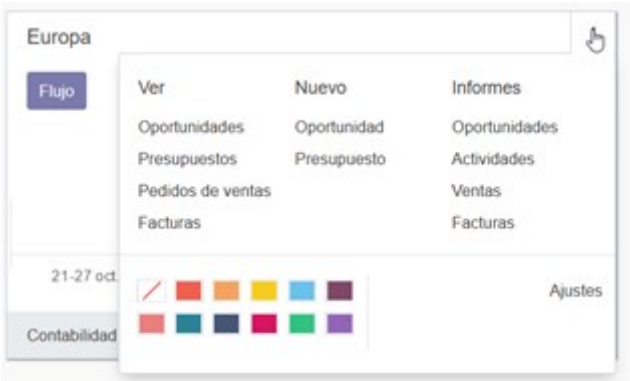 Europa
Flujo
Ver Nuevo Informes
Oportunidades Oportunidad Oportunidades
Presupuestos Presupuesto Actividades
Pedidos de ventas Ventas
Facturas Facturas
21-27 oct.
Ajustes
Contabilidad